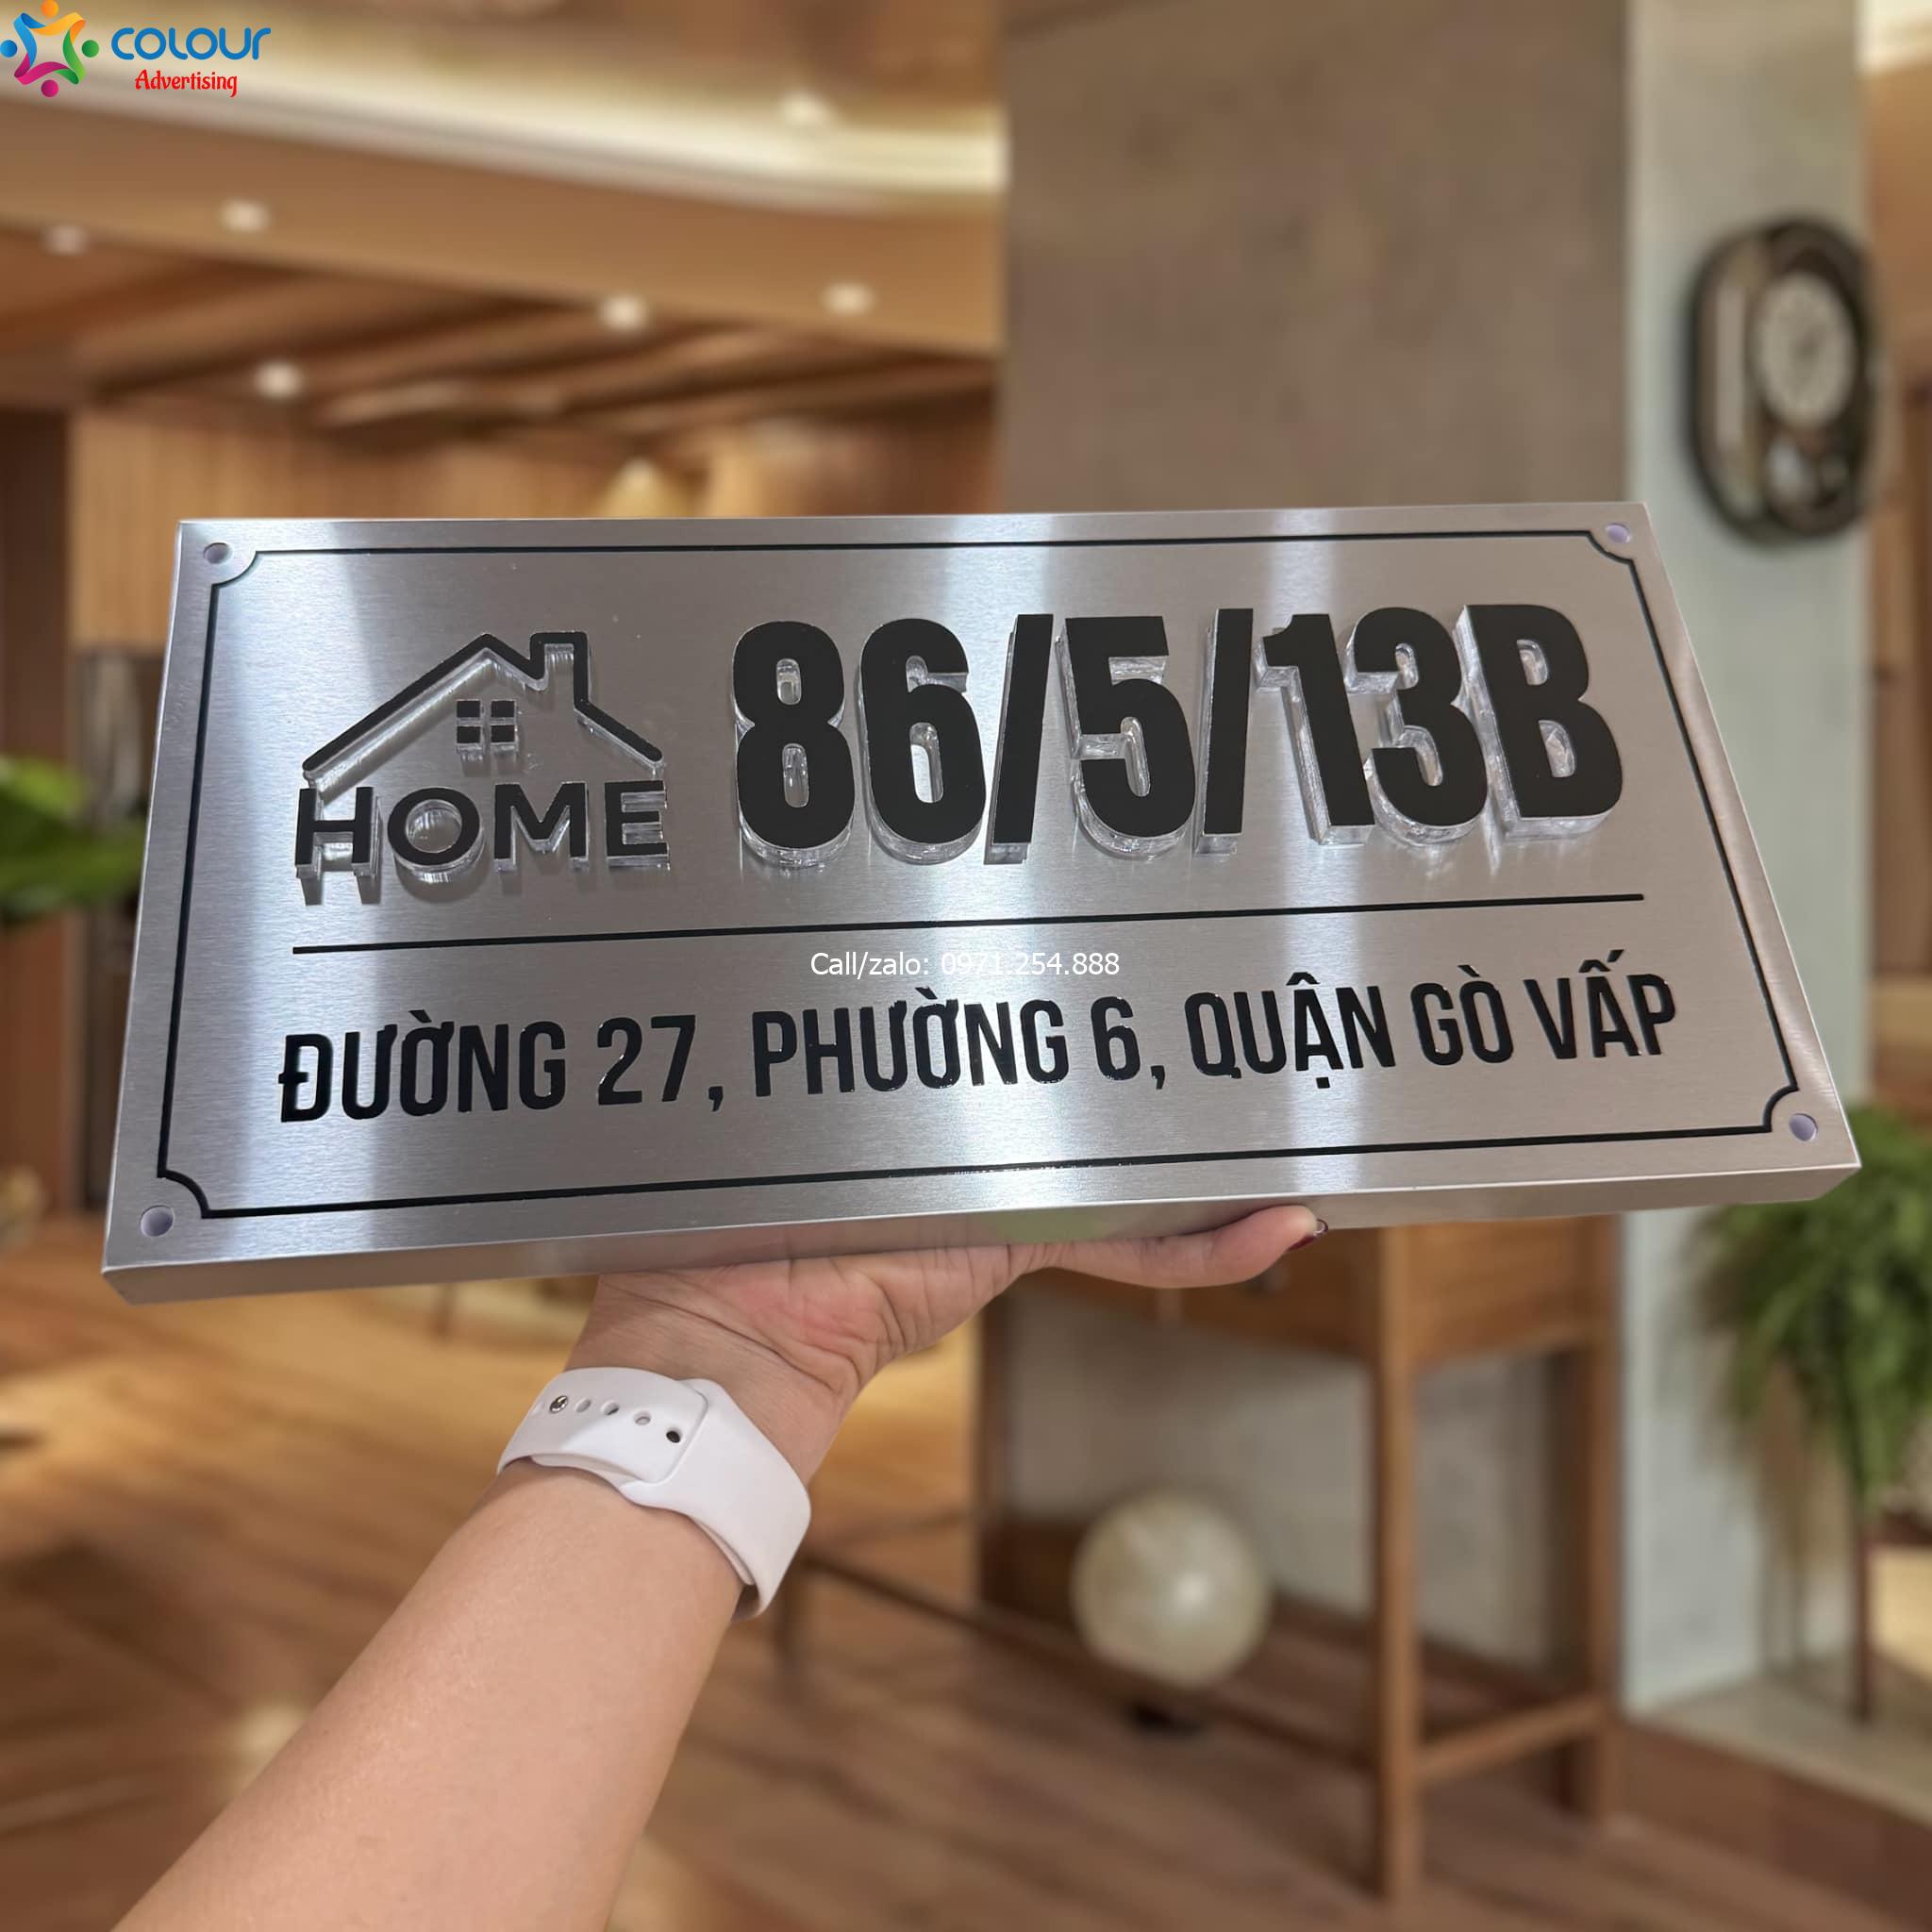 COLOUR
Advertising
86/5/13B
HOME
Call/zalo: 0971.254.888
ĐƯỜNG 27, PHƯỜNG 6, QUẬN GÒ VẤP